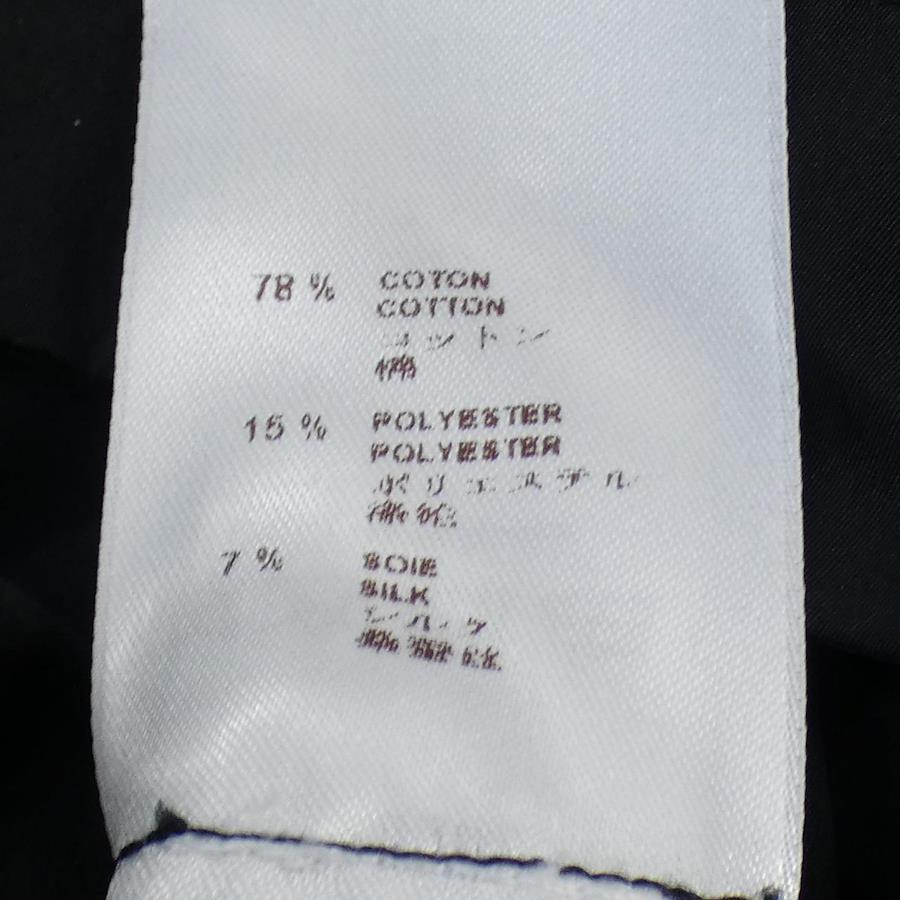 78 % COTON
COTTON
コットン
棉
15 % POLYESTER
POLYESTER
ポリエステル
7 % SOIE
SILK
シルク